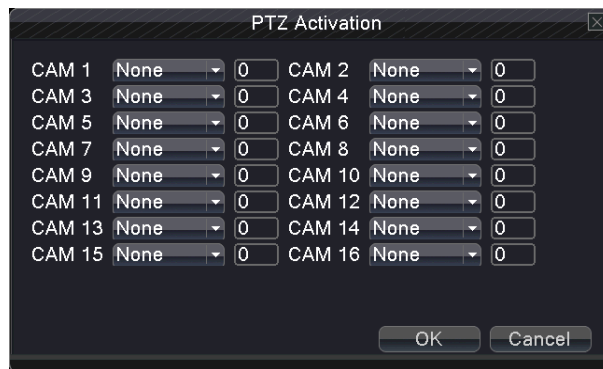 PTZ Activation
CAM 1 None 0 CAM 2 None 0
CAM 3 None 0 CAM 4 None 0
CAM 5 None 0 CAM 6 None 0
CAM 7 None 0 CAM 8 None 0
CAM 9 None 0 CAM 10 None 0
CAM 11 None 0 CAM 12 None 0
CAM 13 None 0 CAM 14 None 0
CAM 15 None 0 CAM 16 None 0
OK Cancel